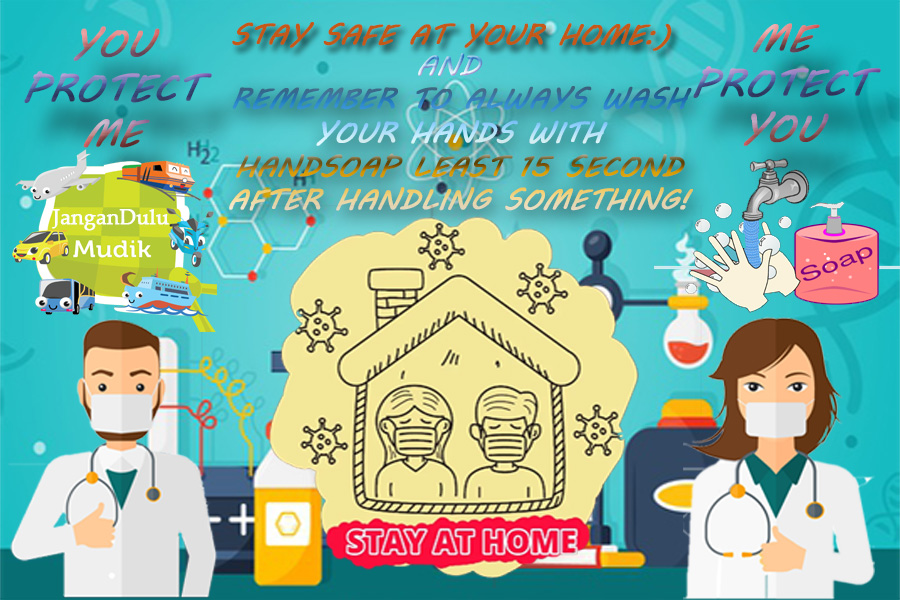 YOU
PROTECT
ME
STAY SAFE AT YOUR HOME:)
AND
REMEMBER TO ALWAYS WASH
YOUR HANDS WITH
HANDSOAP LEAST 15 SECOND
AFTER HANDLING SOMETHING!
ME
PROTECT
YOU
JanganDulu
Mudik
Soap
STAY AT HOME